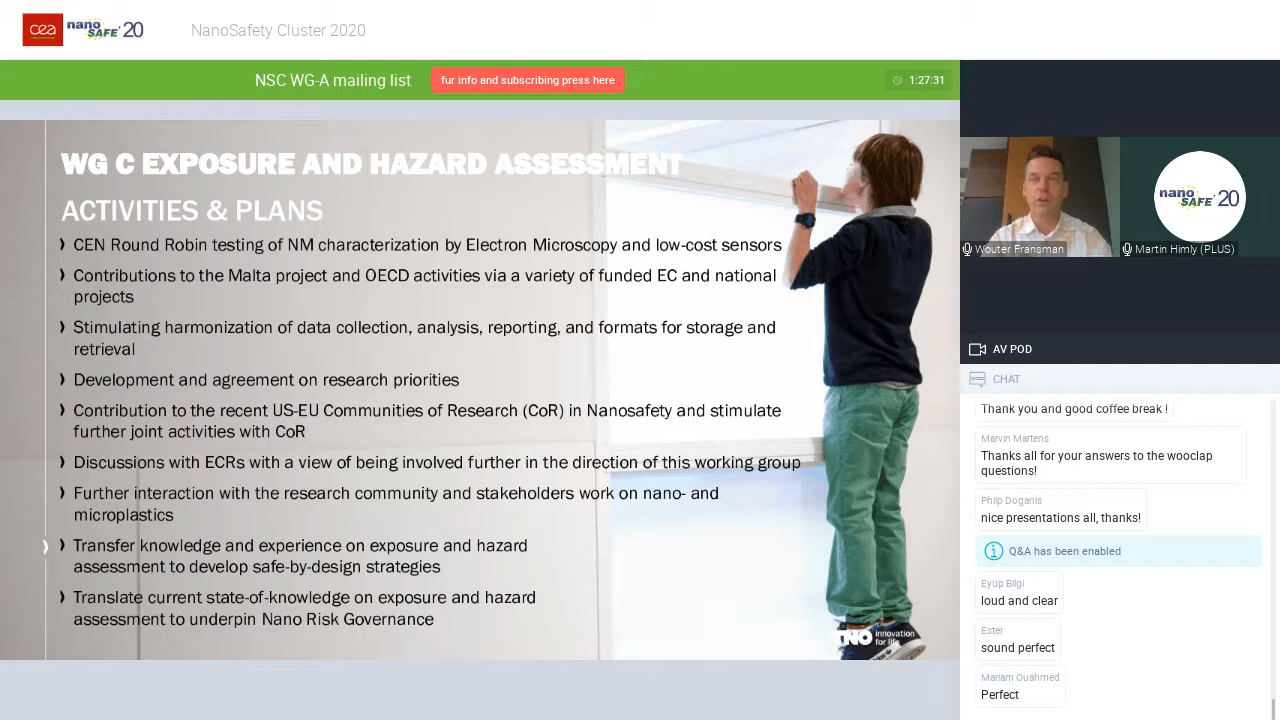 cea
nano
SAFE' 20
NanoSafety Cluster 2020
NSC WG-A mailing list
fur info and subscribing press here
1:27:31
WG C EXPOSURE AND HAZARD ASSESSMENT
ACTIVITIES & PLANS
CEN Round Robin testing of NM characterization by Electron Microscopy and low-cost sensors
Contributions to the Malta project and OECD activities via a variety of funded EC and national
projects
Stimulating harmonization of data collection, analysis, reporting, and formats for storage and
retrieval
Development and agreement on research priorities
Contribution to the recent US-EU Communities of Research (CoR) in Nanosafety and stimulate
further joint activities with CoR
Discussions with ECRs with a view of being involved further in the direction of this working group
Further interaction with the research community and stakeholders work on nano- and
microplastics
Transfer knowledge and experience on exposure and hazard
assessment to develop safe-by-design strategies
Translate current state-of-knowledge on exposure and hazard
assessment to underpin Nano Risk Governance
TNO innovation
for life
nano
SAFE' 20
Wouter Fransman
Martin Himly (PLUS)
AV POD
CHAT
Thank you and good coffee break !
Marvin Martens
Thanks all for your answers to the wooclap
questions!
Philp Doganis
nice presentations all, thanks!
Q&A has been enabled
Eyüp Bilgi
loud and clear
Ester
sound perfect
Mariam Ouahmed
Perfect